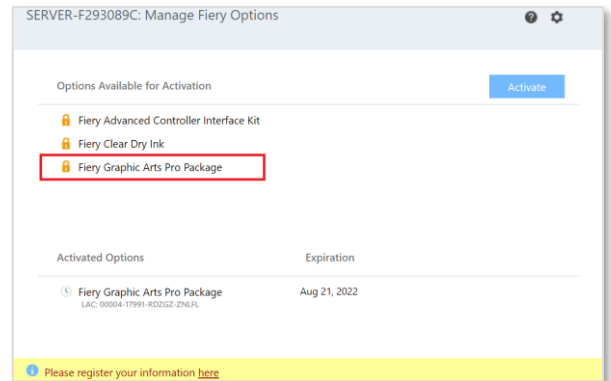 SERVER-F293089C: Manage Fiery Options
Options Available for Activation
Activate
Fiery Advanced Controller Interface Kit
Fiery Clear Dry Ink
Fiery Graphic Arts Pro Package
Activated Options Expiration
Fiery Graphic Arts Pro Package Aug 21, 2022
LAC: 00004-17991-RDZGZ-ZNLFL
Please register your information here